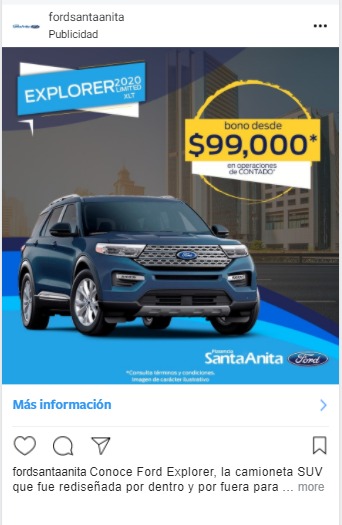 fordsantaanita
Publicidad
EXPLORER 2020
LIMITED
XLT
bono desde
$99,000*
en operaciones
de CONTADO*
Potencia
SantaAnita Ford
*Consulta términos y condiciones.
Imagen de carácter ilustrativo
Más información
fordsantaanita Conoce Ford Explorer, la camioneta SUV
que fue rediseñada por dentro y por fuera para ... more